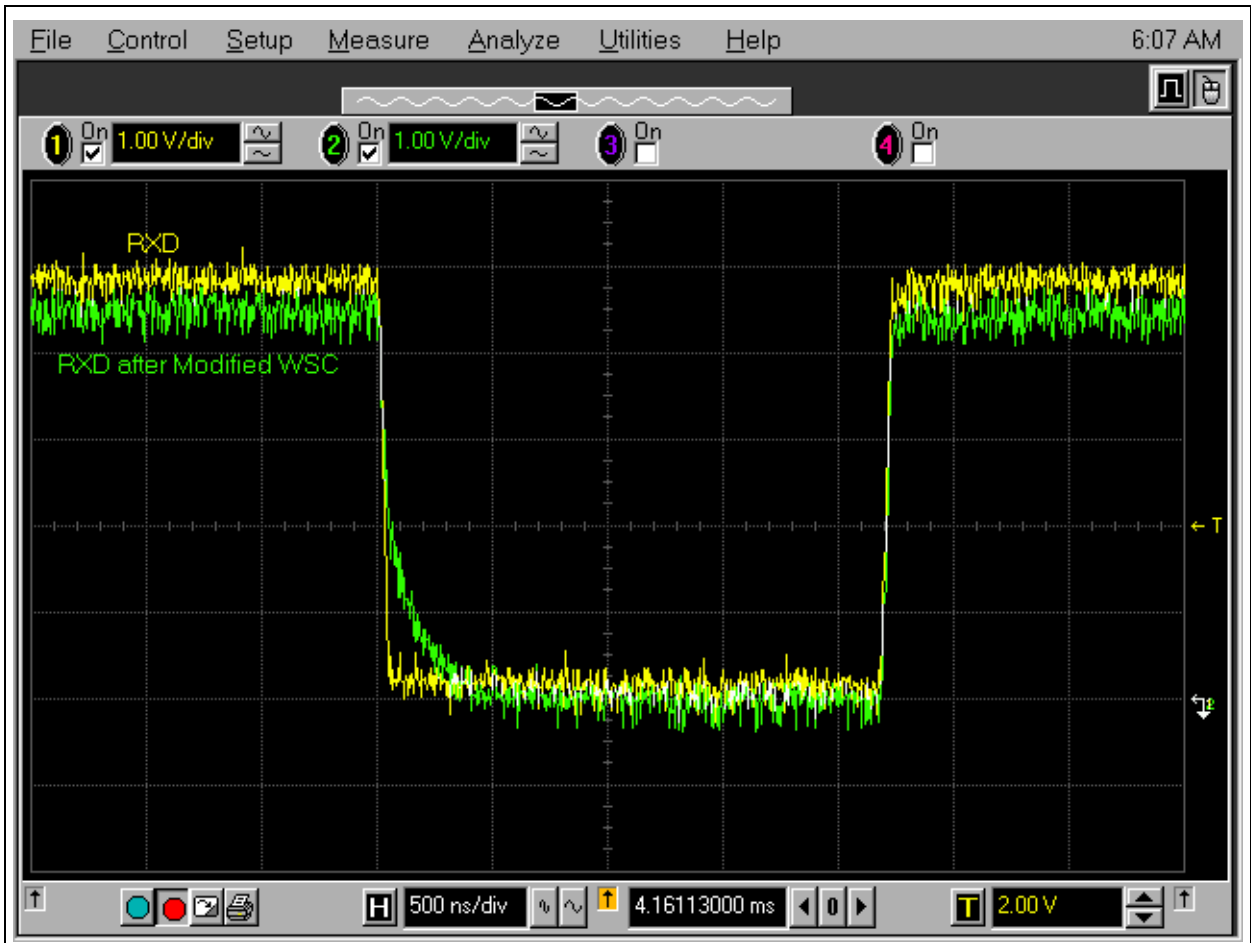 File Control Setup Measure Analyze Utilities Help 6:07 AM
1 On 1.00 V/div 2 On 1.00 V/div 3 On 4 On
RXD
RXD after Modified WSC
T
2
H 500 ns/div 4.16113000 ms 0 T 2.00 V